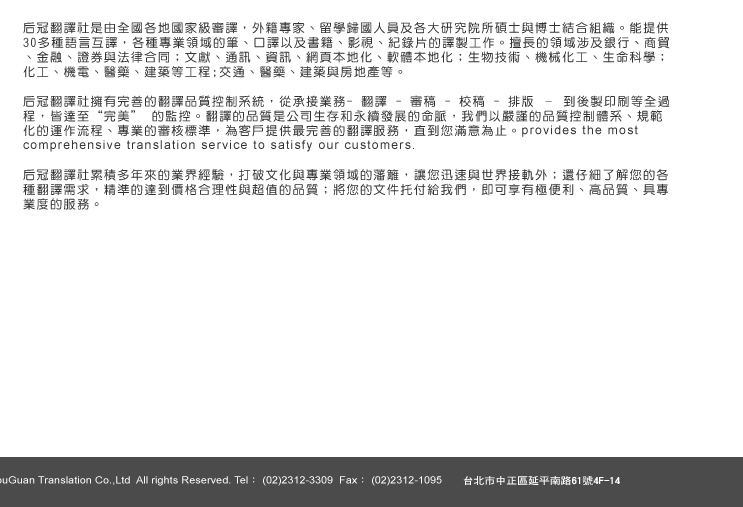 后冠翻譯社是由全國各地國家級審譯，外籍專家、留學歸國人員及各大研究院所碩士與博士結合組織。能提供
30多種語言互譯，各種專業領域的筆、口譯以及書籍、影視、紀錄片的譯製工作。擅長的領域涉及銀行、商貿
、金融、證券與法律合同；文獻、通訊、資訊、網頁本地化、軟體本地化；生物技術、機械化工、生命科學；
化工、機電、醫藥、建築等工程;交通、醫藥、建築與房地產等。
后冠翻譯社擁有完善的翻譯品質控制系統，從承接業務- 翻譯 - 審稿 - 校稿 - 排版 － 到後製印刷等全過
程，皆達至“完美” 的監控。翻譯的品質是公司生存和永續發展的命脈，我們以嚴謹的品質控制體系、規範
化的運作流程、專業的審核標準，為客戶提供最完善的翻譯服務，直到您滿意為止。provides the most
comprehensive translation service to satisfy our customers.
后冠翻譯社累積多年來的業界經驗，打破文化與專業領域的藩籬，讓您迅速與世界接軌外；還仔細了解您的各
種翻譯需求，精準的達到價格合理性與超值的品質；將您的文件托付給我們，即可享有極便利、高品質、具專
業度的服務。
ouGuan Translation Co.,Ltd All rights Reserved. Tel： (02)2312-3309 Fax： (02)2312-1095 台北市中正區延平南路61號4F-14